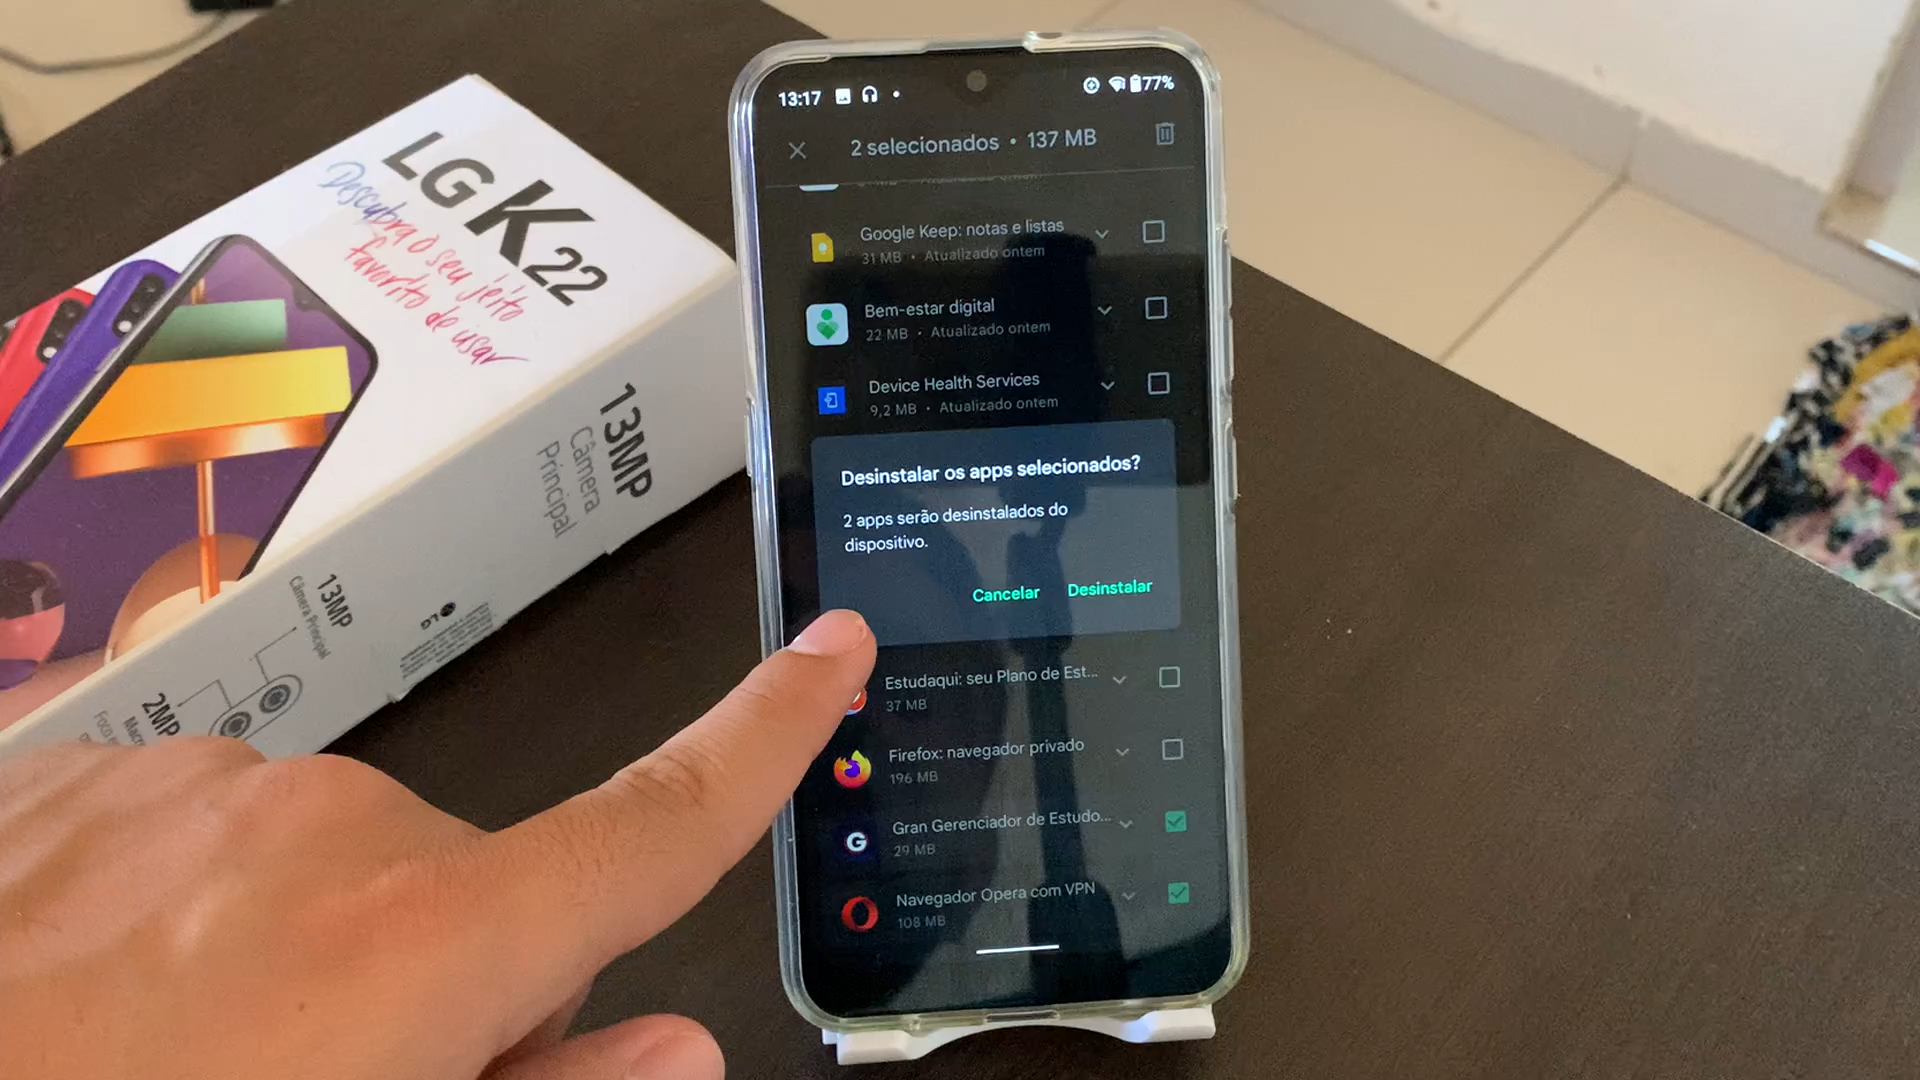 LG K22
Descubra o seu jeito
favorito de usar
13MP
Câmera
Principal
13MP
Câmera Principal
LG
2MP
13:17
77%
2 selecionados • 137 MB
Google Keep: notas e listas
31 MB • Atualizado ontem
Bem-estar digital
22 MB • Atualizado ontem
Device Health Services
9,2 MB • Atualizado ontem
Desinstalar os apps selecionados?
2 apps serão desinstalados do
dispositivo.
Cancelar Desinstalar
Estudaqui: seu Plano de Est...
37 MB
Firefox: navegador privado
196 MB
G
Gran Gerenciador de Estudo...
29 MB
Navegador Opera com VPN
108 MB